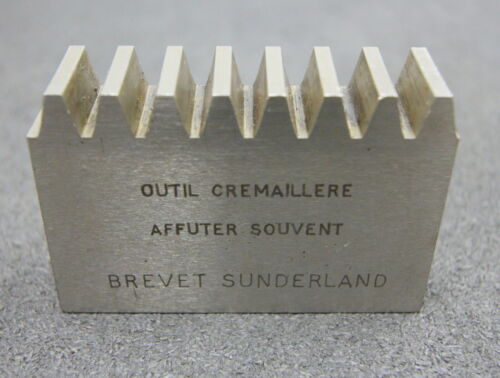 OUTIL CREMAILLERE
AFFUTER SOUVENT
BREVET SUNDERLAND